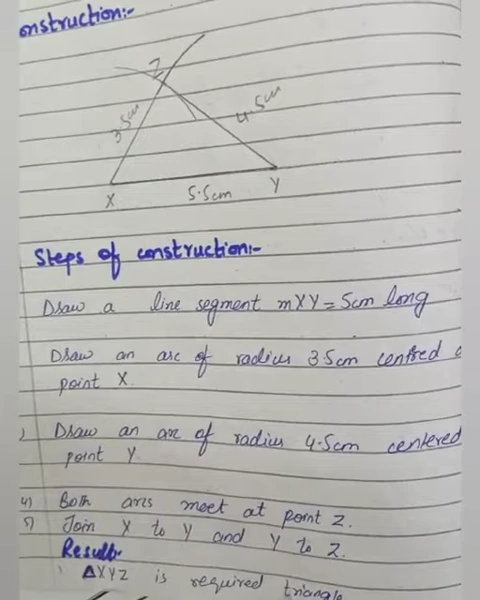 onstruction:-
Z
3.5cm
4.5cm
X
5.5cm
Y
Steps of construction:-
Draw a line segment mXY = 5cm long
Draw an arc of radius 3.5cm centred
point X
) Draw an arc of radius 4.5cm centered
point Y
4) Both arcs meet at point Z.
5) Join X to Y and Y to Z.
Result:
ΔXYZ is required triangle